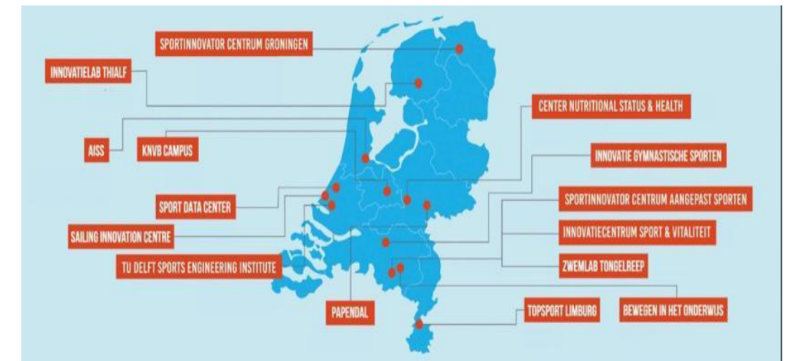 SPORTINNOVATOR CENTRUM GRONINGEN
INNOVATIELAB THIALF
CENTER NUTRITIONAL STATUS & HEALTH
AISS
KNVB CAMPUS
INNOVATIE GYMNASTISCHE SPORTEN
SPORTINNOVATOR CENTRUM AANGEPAST SPORTEN
SPORT DATA CENTER
INNOVATIECENTRUM SPORT & VITALITEIT
SAILING INNOVATION CENTRE
ZWEMLAB TONGELREEP
TU DELFT SPORTS ENGINEERING INSTITUTE
PAPENDAL
TOPSPORT LIMBURG
BEWEGEN IN HET ONDERWIJS